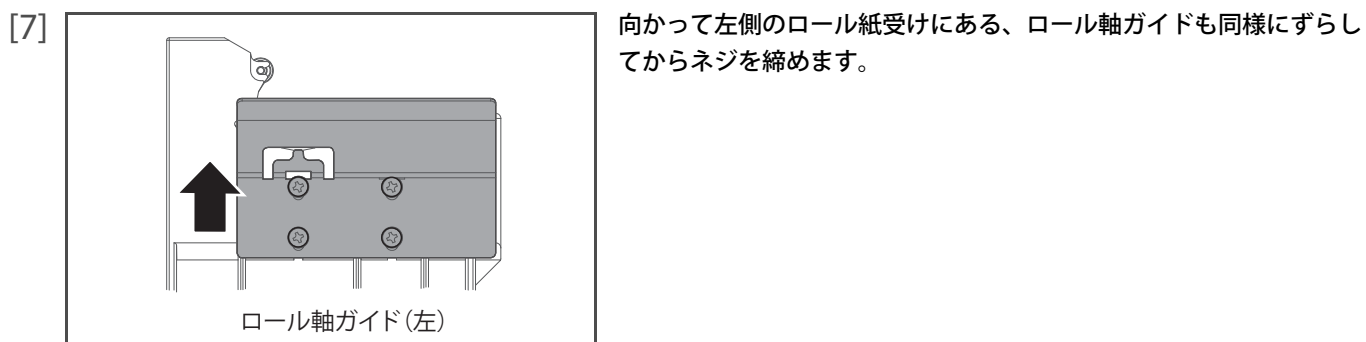 [7]
向かって左側のロール紙受けにある、ロール軸ガイドも同様にずらし
てからネジを締めます。
ロール軸ガイド（左）